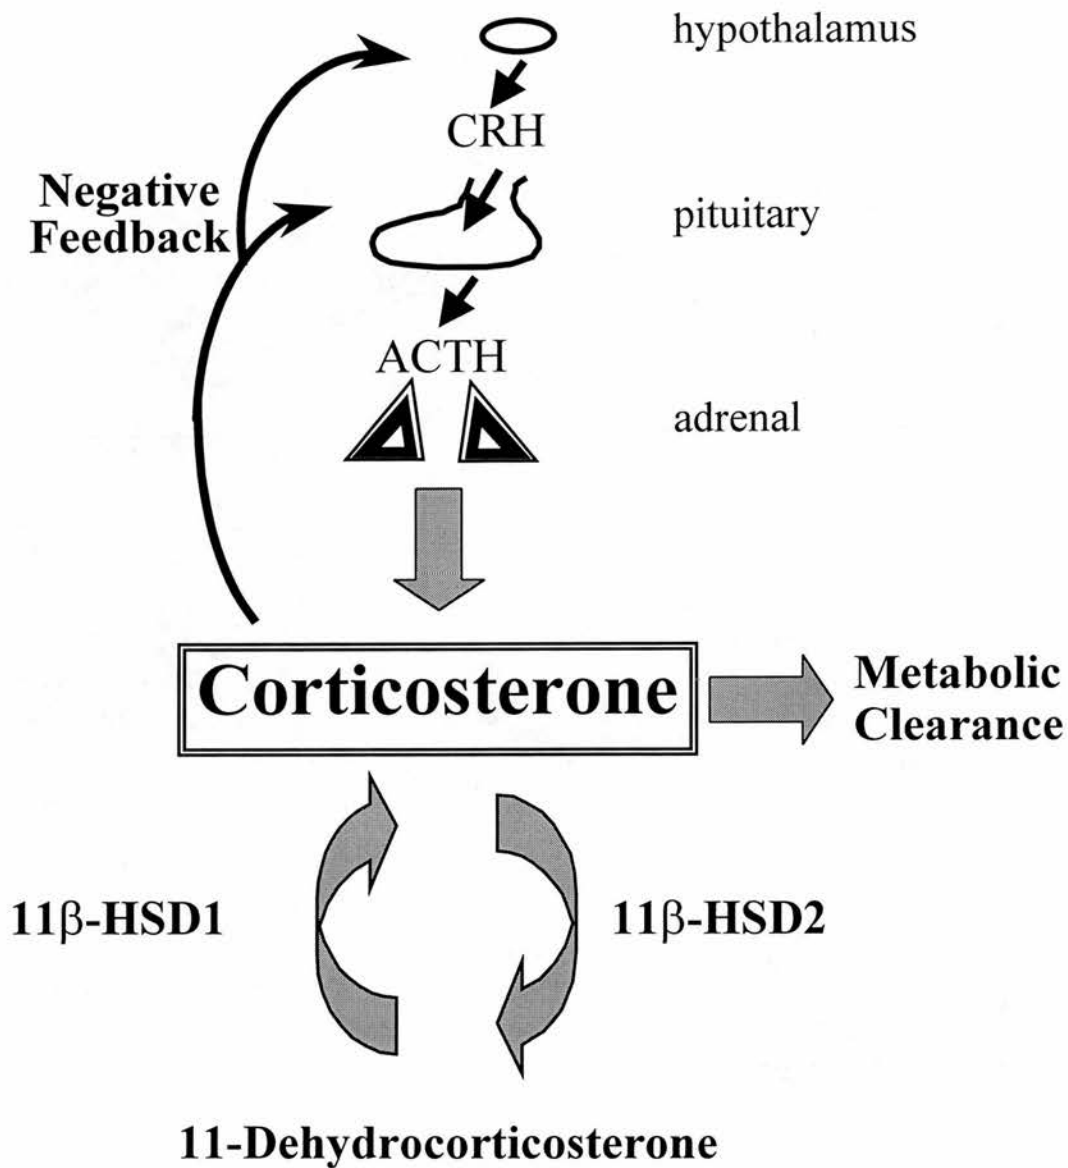 hypothalamus
CRH
Negative
Feedback
pituitary
ACTH
adrenal
Corticosterone
Metabolic
Clearance
11β-HSD1
11β-HSD2
11-Dehydrocorticosterone